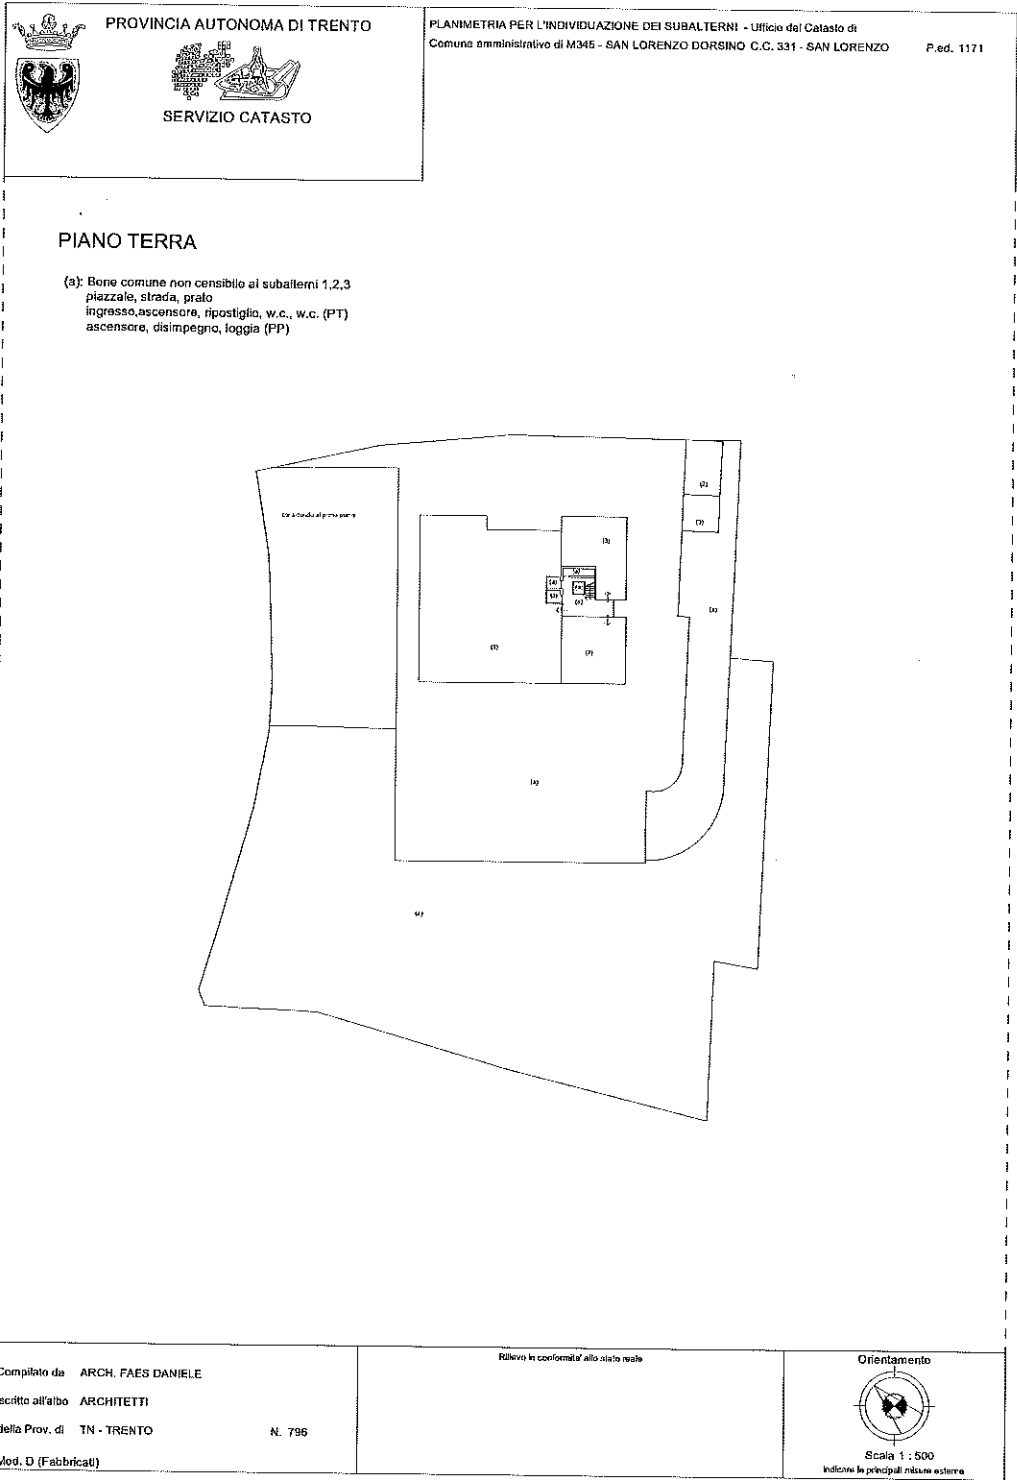 PROVINCIA AUTONOMA DI TRENTO
SERVIZIO CATASTO
PLANIMETRIA PER L'INDIVIDUAZIONE DEI SUBALTERNI - Ufficio del Catasto di
Comune amministrativo di M345 - SAN LORENZO DORSINO C.C. 331 - SAN LORENZO P.ed. 1171
PIANO TERRA
(a): Bene comune non censibile ai subalterni 1,2,3
piazzale, strada, prato
ingresso,ascensore, ripostiglio, w.c., w.c. (PT)
ascensore, disimpegno, loggia (PP)
(2)
(3)
(a)
(a)
(a)
Compilato da ARCH. FAES DANIELE
scritto all'albo ARCHITETTI
della Prov. di TN - TRENTO N. 796
Mod. D (Fabbricati)
Rilievo in conformita' allo stato reale
Orientamento
Scala 1 : 500
indicare le principali misure esterne